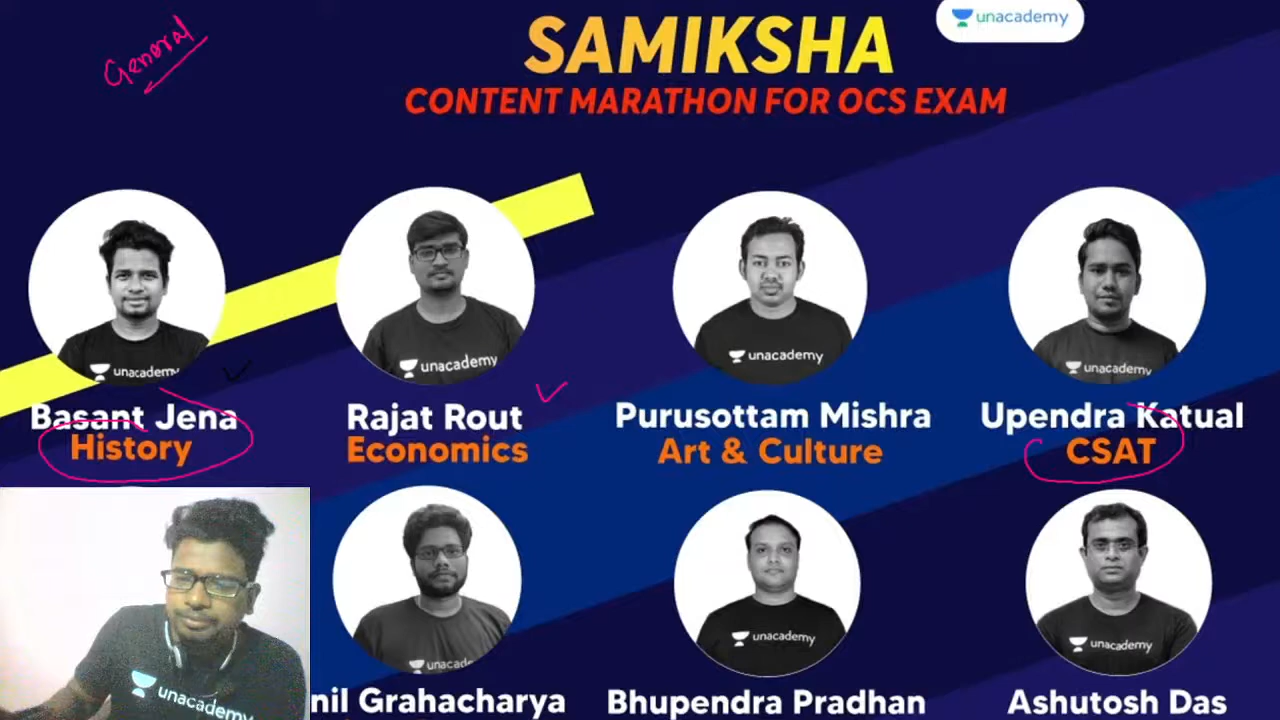 General
SAMIKSHA
unacademy
CONTENT MARATHON FOR OCS EXAM
unacademy
unacademy
unacademy
unacademy
Basant Jena
Rajat Rout
Purusottam Mishra
Upendra Katual
History
Economics
Art & Culture
CSAT
unacademy
unacademy
unacademy
nil Grahacharya
Bhupendra Pradhan
Ashutosh Das